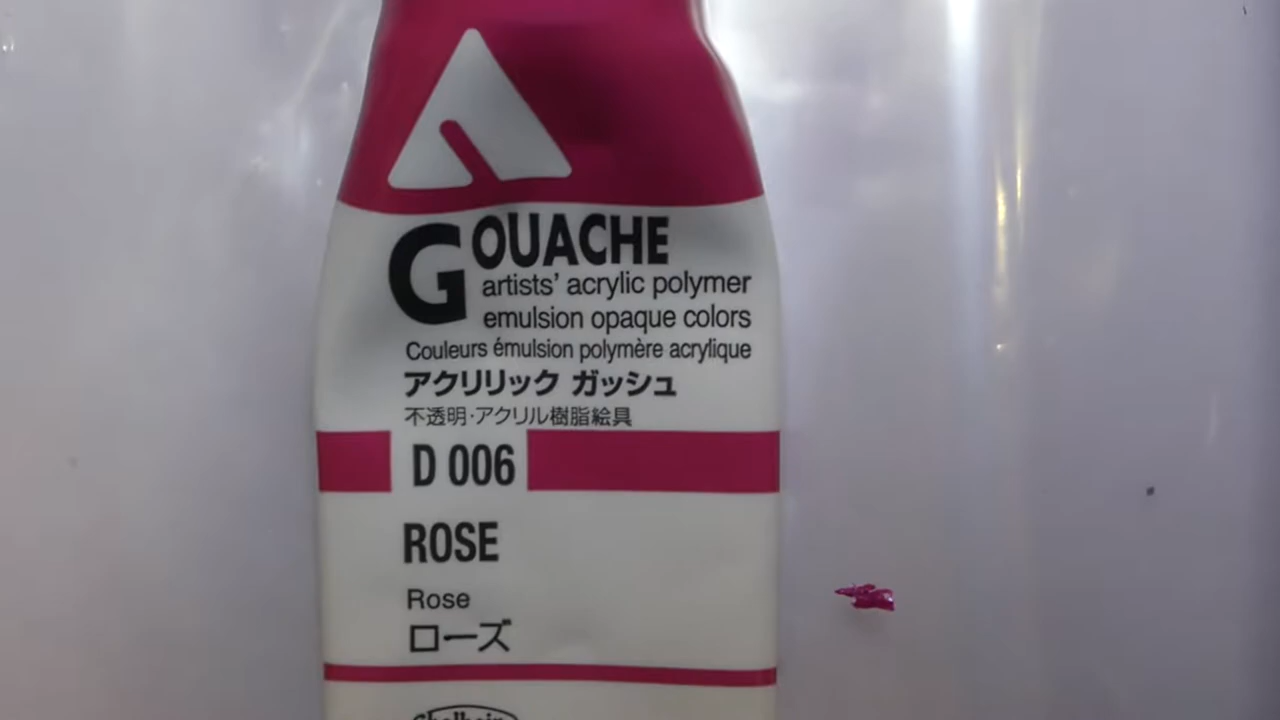 GOUACHE
artists' acrylic polymer
emulsion opaque colors
Couleurs émulsion polymère acrylique
アクリリック ガッシュ
不透明・アクリル樹脂絵具
D 006
ROSE
Rose
ローズ